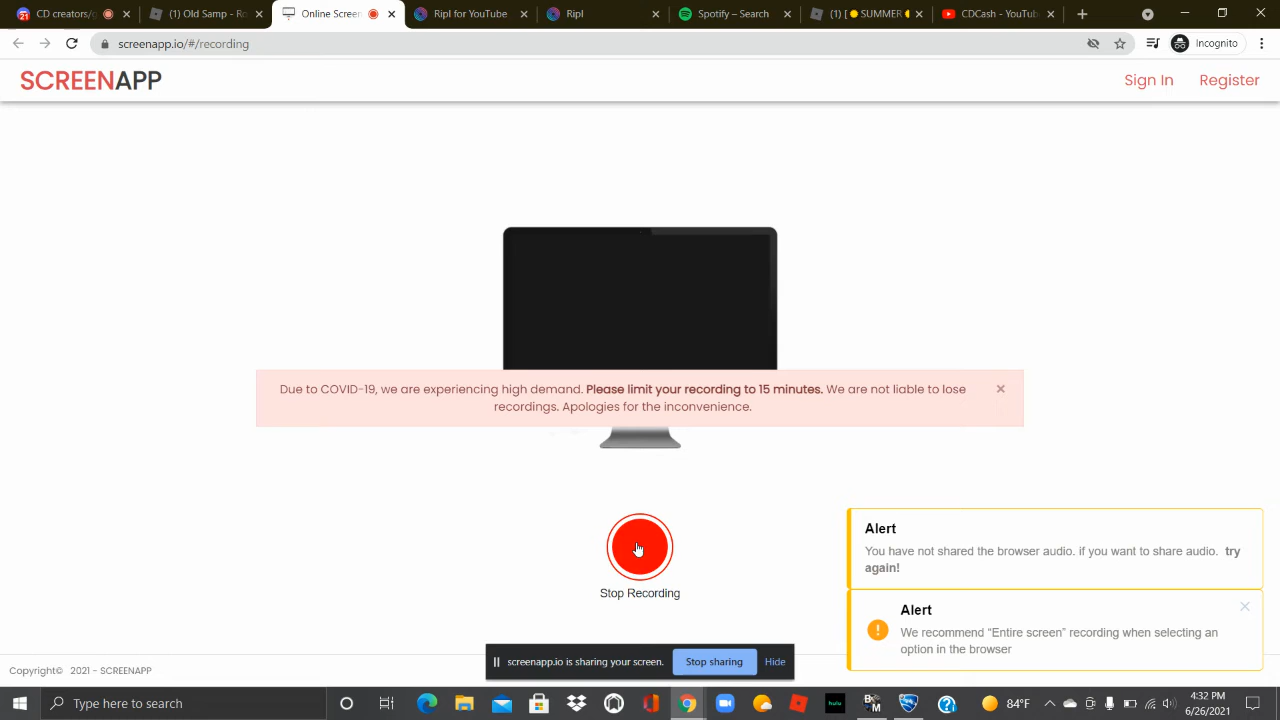 21
CD creators/
(1) Old Samp - Ro
Online Screen
Ripl for YouTube
Ripl
Spotify – Search
(1) [ SUMMER
CDCash - YouTube
screenapp.io/#/recording
Incognito
SCREENAPP
Sign In
Register
Due to COVID-19, we are experiencing high demand. Please limit your recording to 15 minutes. We are not liable to lose
recordings. Apologies for the inconvenience.
Stop Recording
Alert
You have not shared the browser audio. if you want to share audio. try
again!
Alert
We recommend “Entire screen” recording when selecting an
option in the browser
screenapp.io is sharing your screen.
Stop sharing
Hide
Copyright© 2021 - SCREENAPP
Type here to search
hulu
84°F
4:32 PM
6/26/2021